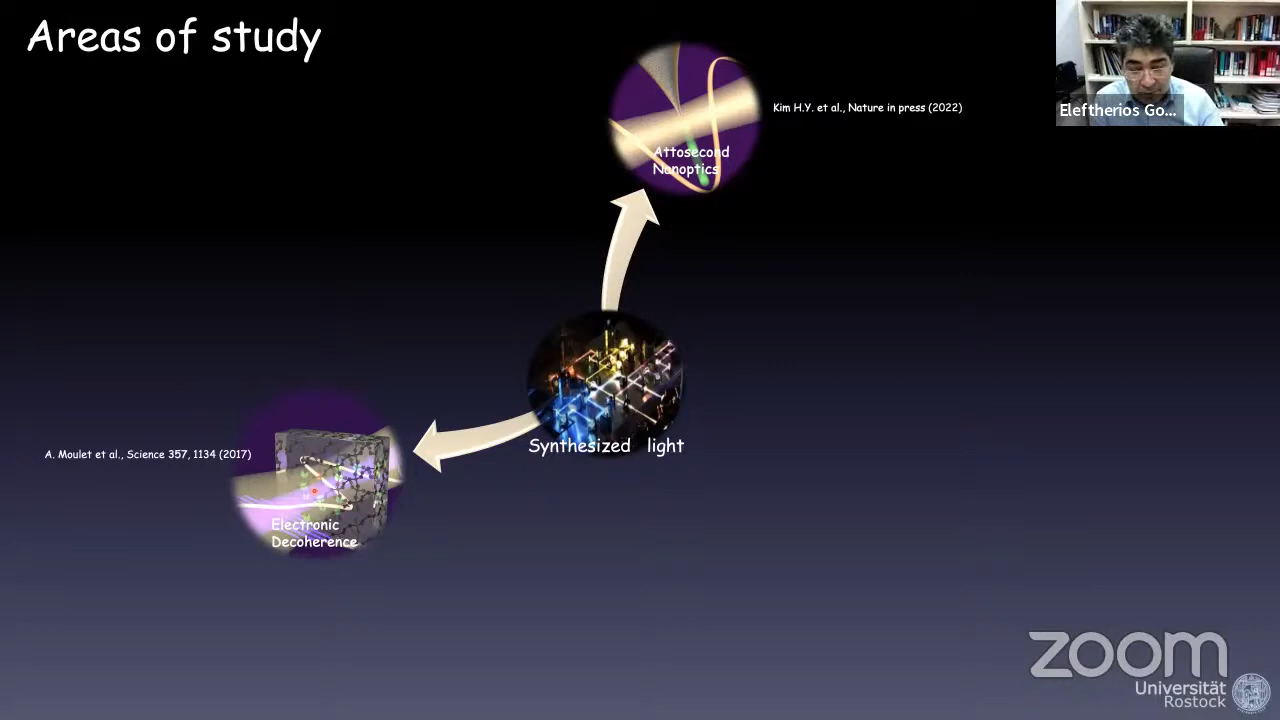 Areas of study
Eleftherios Go...
Kim H.Y. et al., Nature in press (2022)
Attosecond
Nanoptics
Synthesized light
A. Moulet et al., Science 357, 1134 (2017)
Electronic
Decoherence
zoom
Universität
Rostock